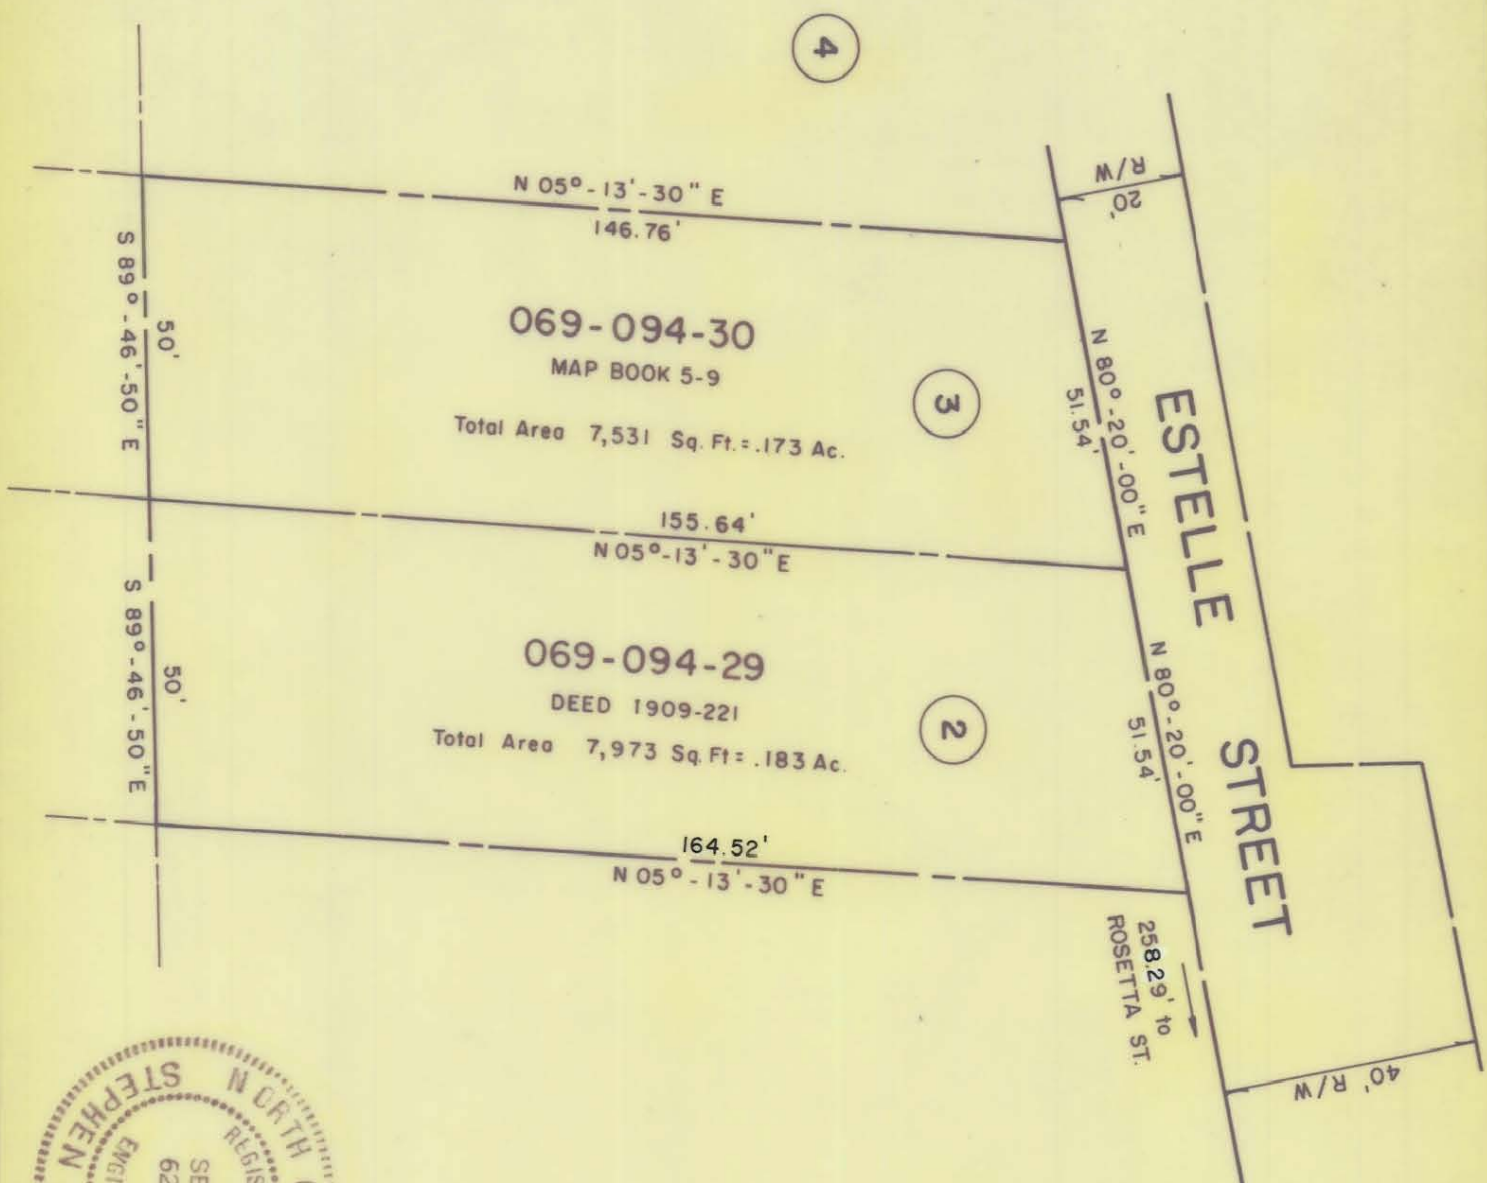 4
20'
R/W
N 05°-13'-30" E
146.76'
069-094-30
MAP BOOK 5-9
Total Area 7,531 Sq. Ft.=.173 Ac.
3
50'
S 89°-46'-50" E
N 80°-20'-00" E
51.54'
ESTELLE STREET
155.64'
N 05°-13'-30" E
069-094-29
DEED 1909-221
Total Area 7,973 Sq. Ft= .183 Ac.
2
50'
S 89°-46'-50" E
N 80°-20'-00" E
51.54'
164.52'
N 05°-13'-30" E
258.29' to
ROSETTA ST.
40' R/W
NORTH
STEPHEN